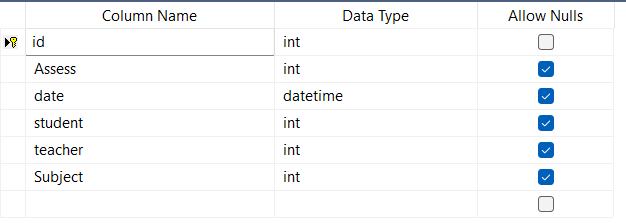 Column Name Data Type Allow Nulls
id int
Assess int
date datetime
student int
teacher int
Subject int